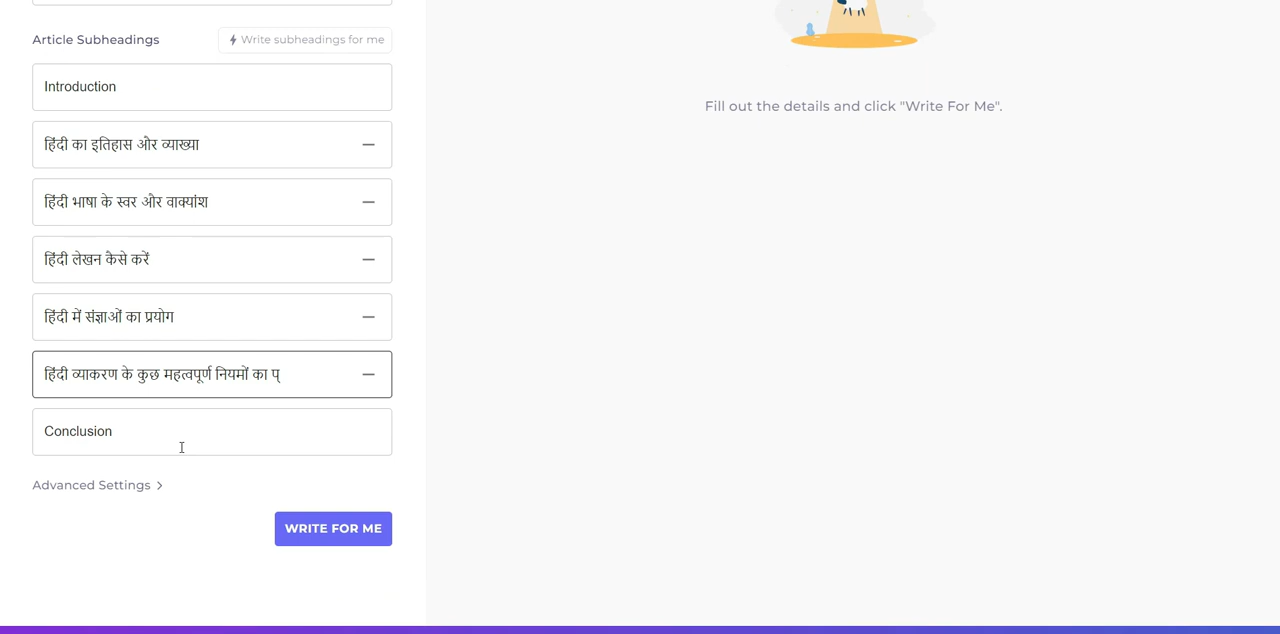 Article Subheadings
Write subheadings for me
Introduction
हिंदी का इतिहास और व्याख्या
हिंदी भाषा के स्वर और वाक्यांश
हिंदी लेखन कैसे करें
हिंदी में संज्ञाओं का प्रयोग
हिंदी व्याकरण के कुछ महत्वपूर्ण नियमों का प्
Conclusion
Advanced Settings
WRITE FOR ME
Fill out the details and click "Write For Me".